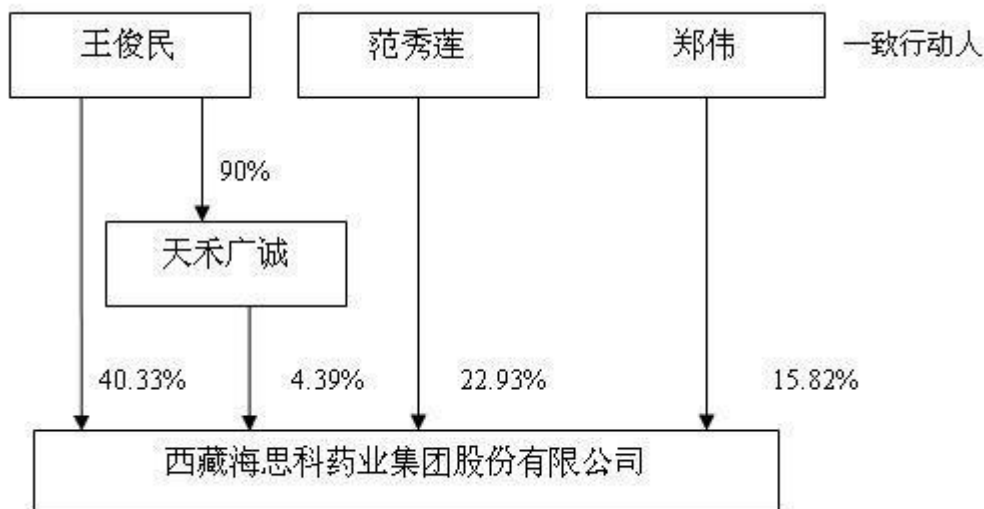 王俊民
范秀莲
郑伟
一致行动人
90%
天禾广诚
40.33%
4.39%
22.93%
15.82%
西藏海思科药业集团股份有限公司